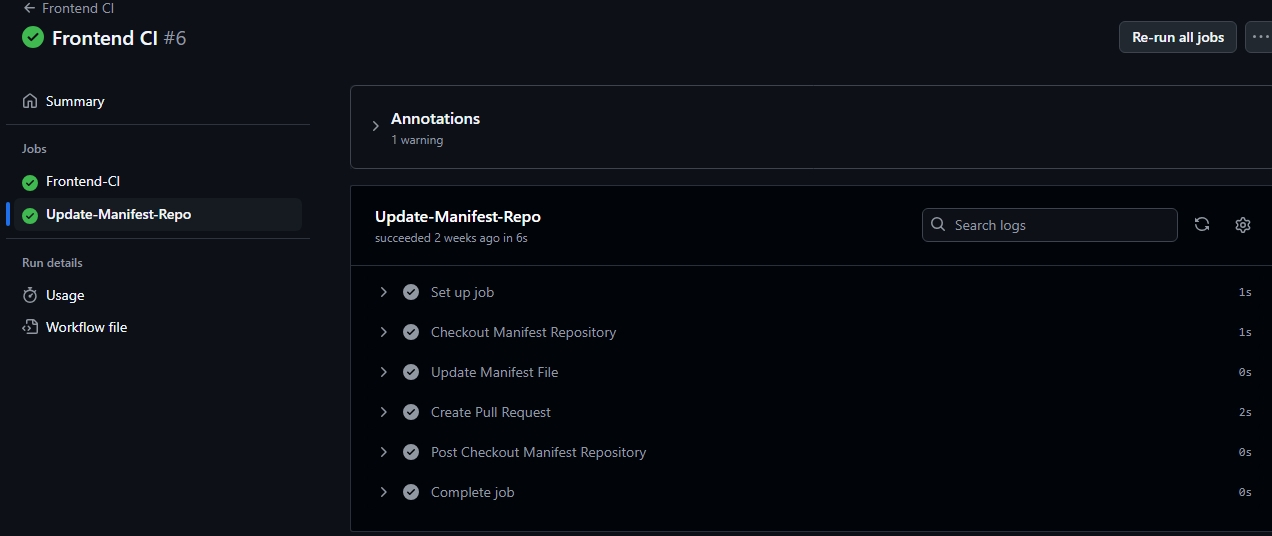 Frontend CI
Frontend CI #6
Re-run all jobs
Summary
Jobs
Frontend-CI
Update-Manifest-Repo
Run details
Usage
Workflow file
Annotations
1 warning
Update-Manifest-Repo
succeeded 2 weeks ago in 6s
Search logs
Set up job 1s
Checkout Manifest Repository 1s
Update Manifest File 0s
Create Pull Request 2s
Post Checkout Manifest Repository 0s
Complete job 0s